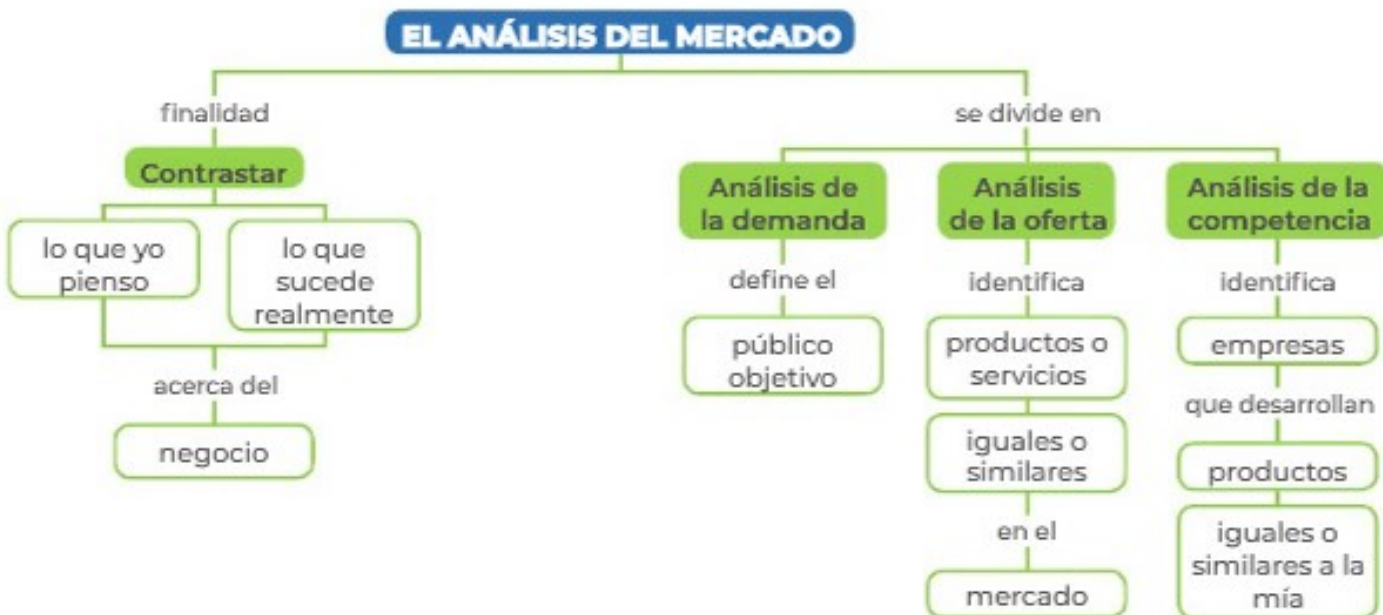 EL ANÁLISIS DEL MERCADO
finalidad
Contrastar
lo que yo
pienso
lo que
sucede
realmente
acerca del
negocio
se divide en
Análisis de
la demanda
define el
público
objetivo
Análisis
de la oferta
identifica
productos o
servicios
iguales o
similares
en el
mercado
Análisis de la
competencia
identifica
empresas
que desarrollan
productos
iguales o
similares a la
mía